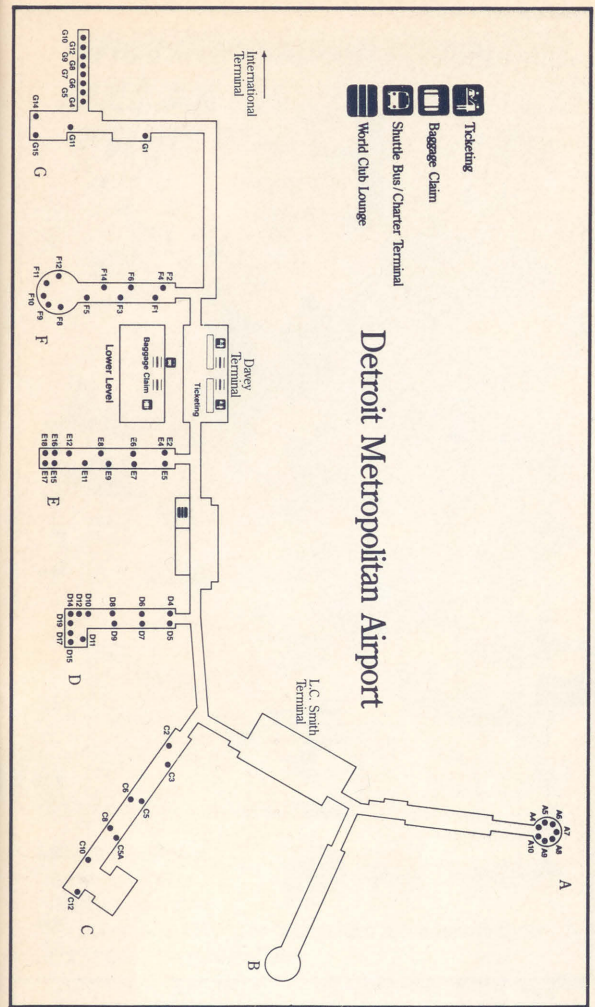 Detroit Metropolitan Airport
Ticketing
Baggage Claim
Shuttle Bus/Charter Terminal
World Club Lounge
International
Terminal
Davey
Terminal
Ticketing
Baggage Claim
Lower Level
L.C. Smith
Terminal
G10
G12
G9
G8
G7
G6
G5
G4
G14
G15
G11
G1
G
F2
F4
F1
F6
F3
F14
F5
F12
F11
F10
F9
F8
F
E2
E4
E5
E6
E7
E8
E9
E12
E11
E16
E15
E18
E17
E
D4
D5
D6
D7
D8
D9
D10
D11
D12
D14
D19
D17
D15
D
C2
C3
C6
C5
C8
C5A
C10
C12
C
B
A4
A5
A6
A7
A8
A9
A10
A